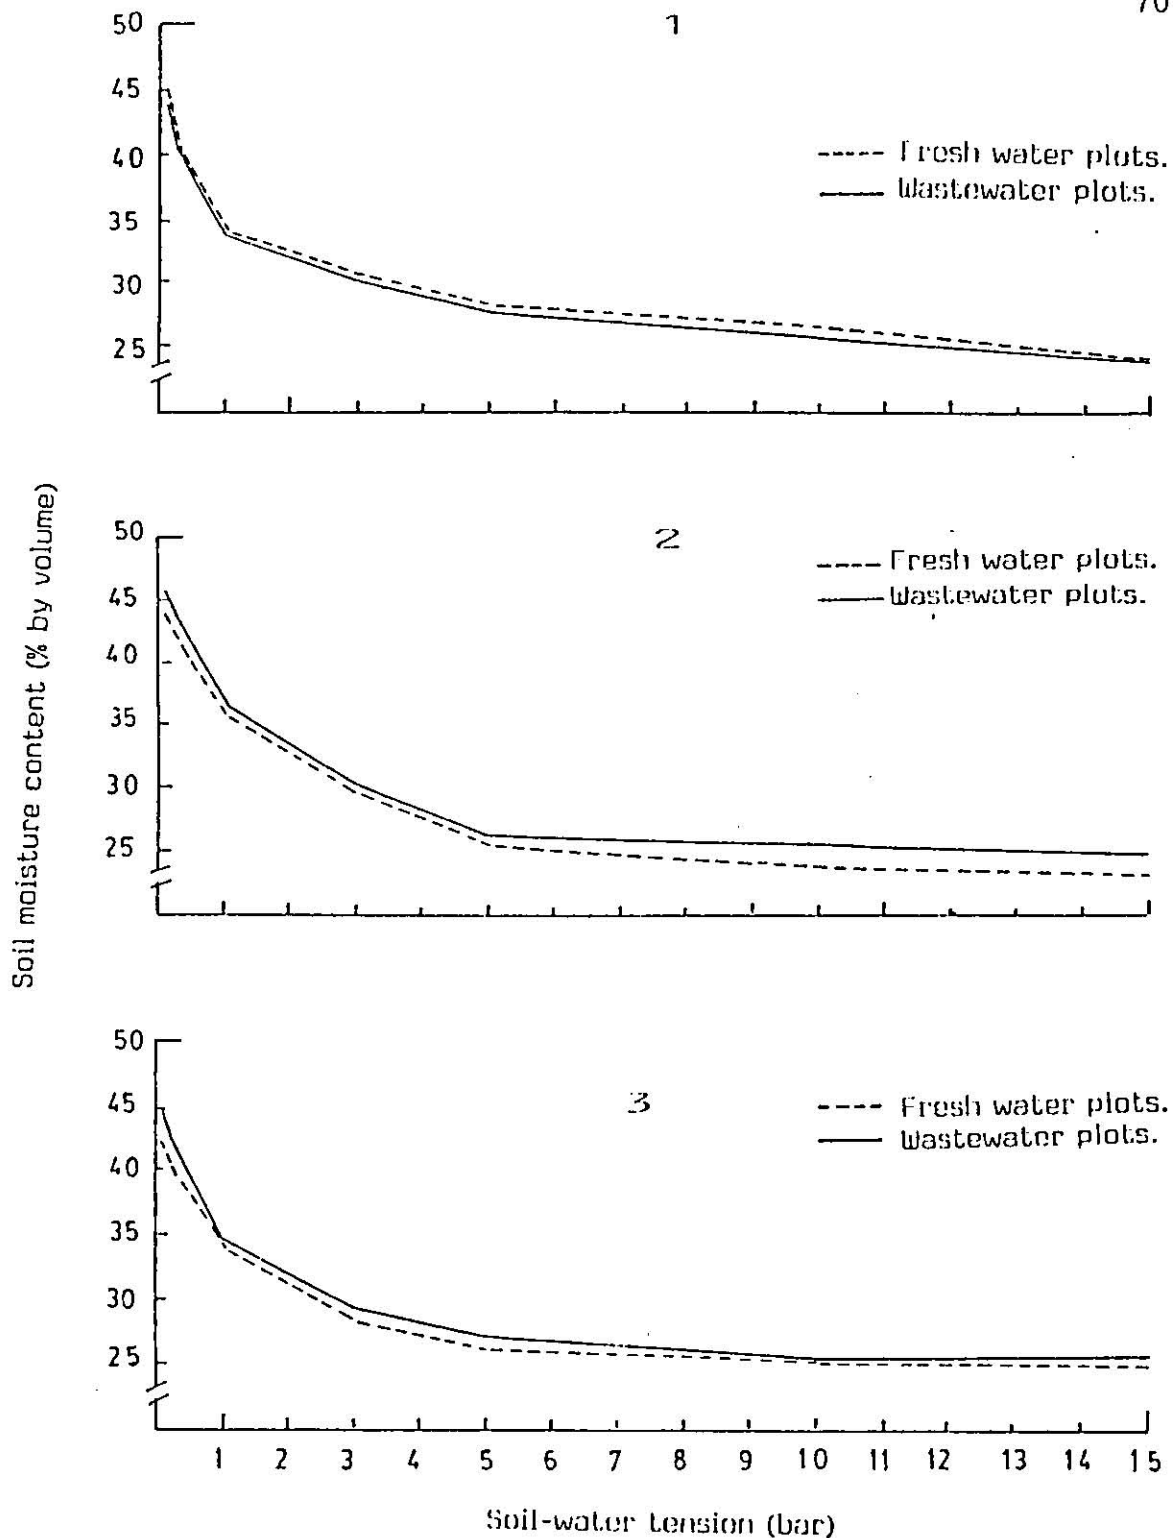 70
1
50
45
40
35
30
25
Fresh water plots.
Wastewater plots.
Soil moisture content (% by volume)
2
50
45
40
35
30
25
Fresh water plots.
Wastewater plots.
3
50
45
40
35
30
25
Fresh water plots.
Wastewater plots.
1 2 3 4 5 6 7 8 9 10 11 12 13 14 15
Soil-water tension (bar)